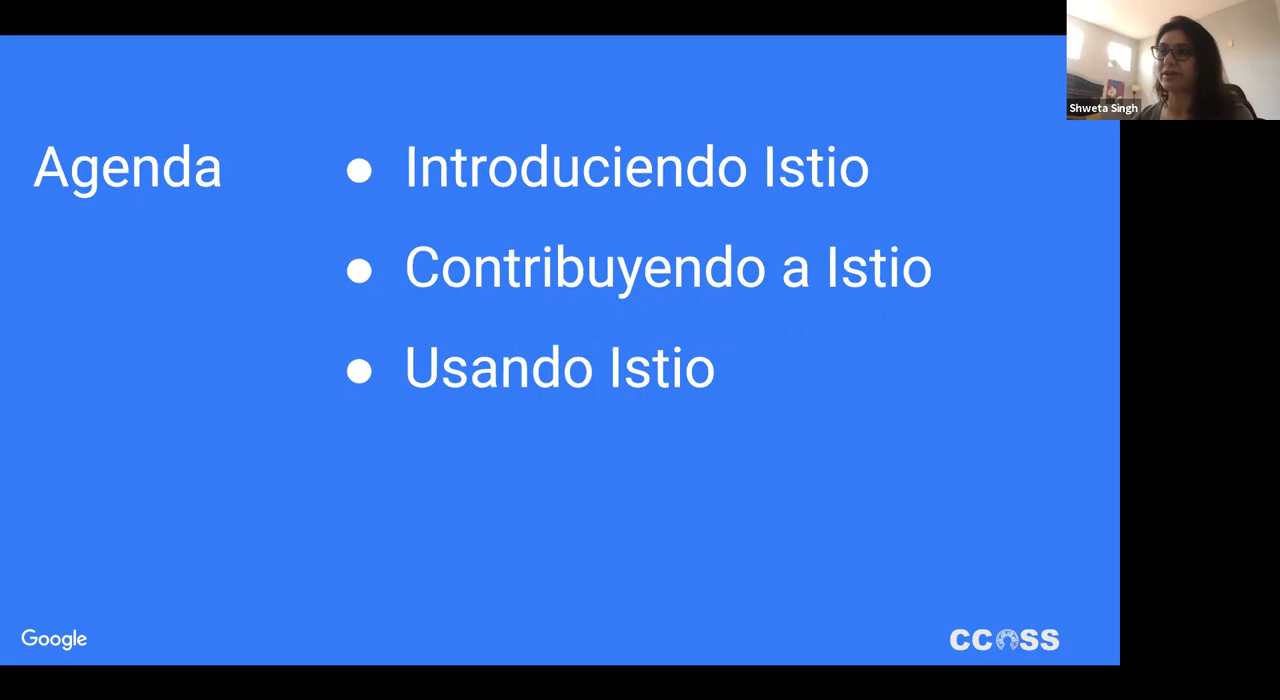 Shweta Singh
Agenda
● Introduciendo Istio
● Contribuyendo a Istio
● Usando Istio
Google
CCOSS